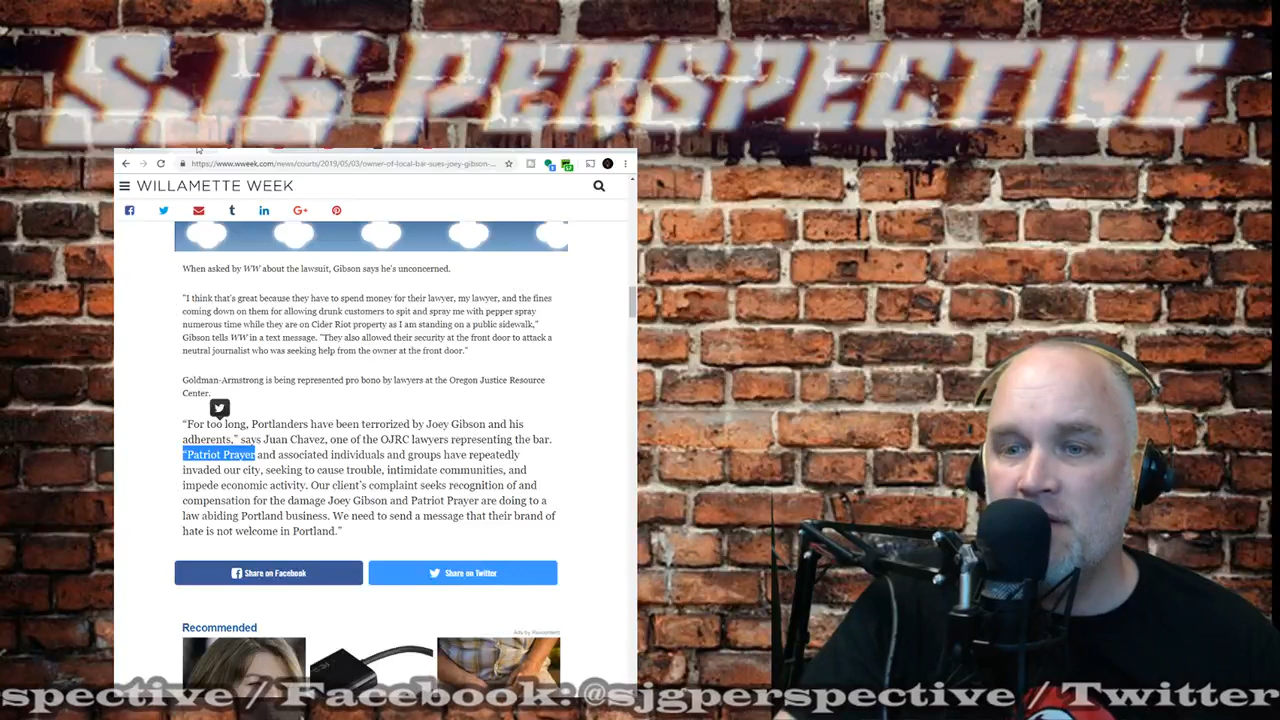 SJG PERSPECTIVE
https://www.wweek.com/news/courts/2019/05/03/owner-of-local-bar-sues-joey-gibson-...
WILLAMETTE WEEK
When asked by WW about the lawsuit, Gibson says he's unconcerned.
"I think that's great because they have to spend money for their lawyer, my lawyer, and the fines
coming down on them for allowing drunk customers to spit and spray me with pepper spray
numerous time while they are on Cider Riot property as I am standing on a public sidewalk,"
Gibson tells WW in a text message. "They also allowed their security at the front door to attack a
neutral journalist who was seeking help from the owner at the front door."
Goldman-Armstrong is being represented pro bono by lawyers at the Oregon Justice Resource
Center.
“For too long, Portlanders have been terrorized by Joey Gibson and his
adherents,” says Juan Chavez, one of the OJRC lawyers representing the bar.
“Patriot Prayer and associated individuals and groups have repeatedly
invaded our city, seeking to cause trouble, intimidate communities, and
impede economic activity. Our client’s complaint seeks recognition of and
compensation for the damage Joey Gibson and Patriot Prayer are doing to a
law abiding Portland business. We need to send a message that their brand of
hate is not welcome in Portland.”
Share on Facebook
Share on Twitter
Recommended
Ads by Revcontent
spective / Facebook: @sjgperspective / Twitter